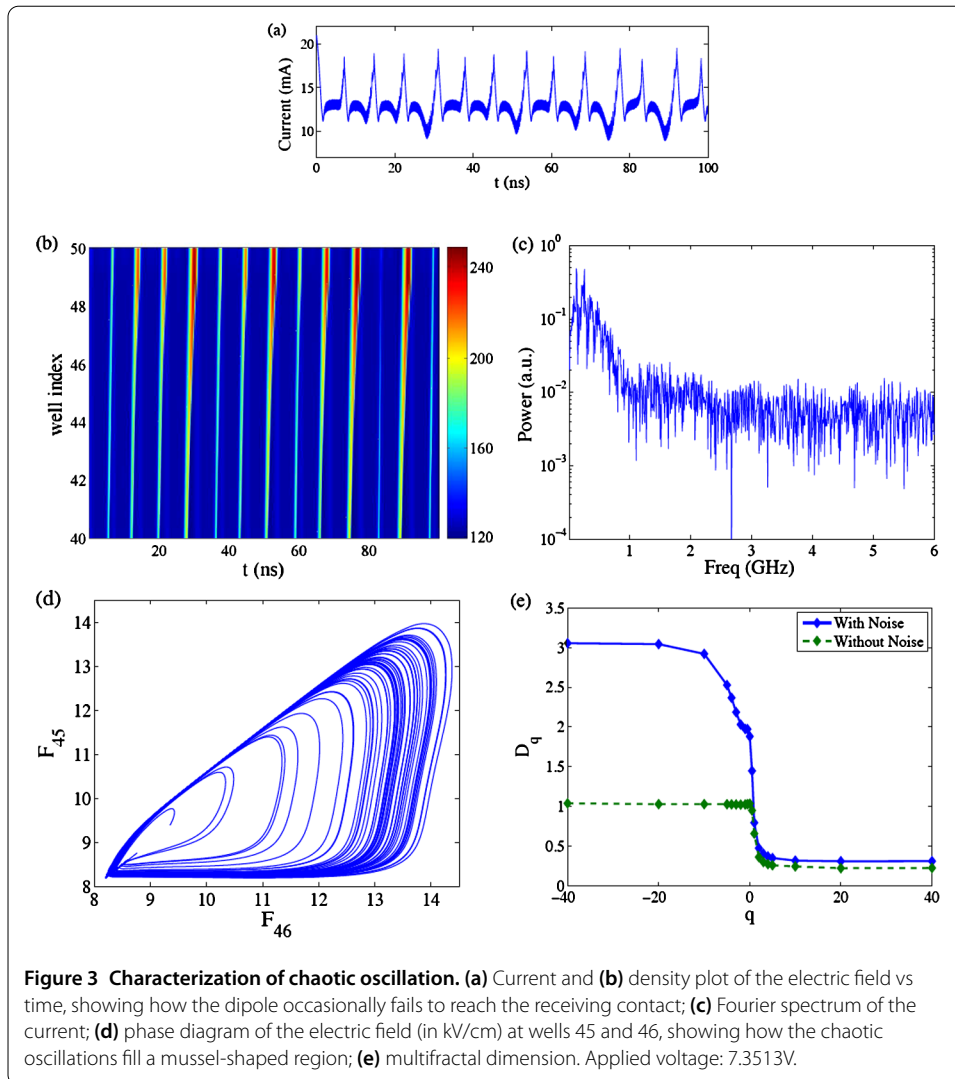 (a)
20
15
10
Current (mA)
0 20 40 60 80 100
t (ns)
(b)
50
48
46
44
42
40
well index
20 40 60 80
t (ns)
240
200
160
120
(c)
10^0
10^-1
10^-2
10^-3
10^-4
Power (a.u.)
1 2 3 4 5 6
Freq (GHz)
(d)
14
13
12
11
10
9
8
F_45
8 9 10 11 12 13 14
F_46
(e)
3.5
3
2.5
2
1.5
1
0.5
0
D_q
With Noise
Without Noise
−40 −20 0 20 40
q
Figure 3 Characterization of chaotic oscillation. (a) Current and (b) density plot of the electric field vs
time, showing how the dipole occasionally fails to reach the receiving contact; (c) Fourier spectrum of the
current; (d) phase diagram of the electric field (in kV/cm) at wells 45 and 46, showing how the chaotic
oscillations fill a mussel-shaped region; (e) multifractal dimension. Applied voltage: 7.3513V.